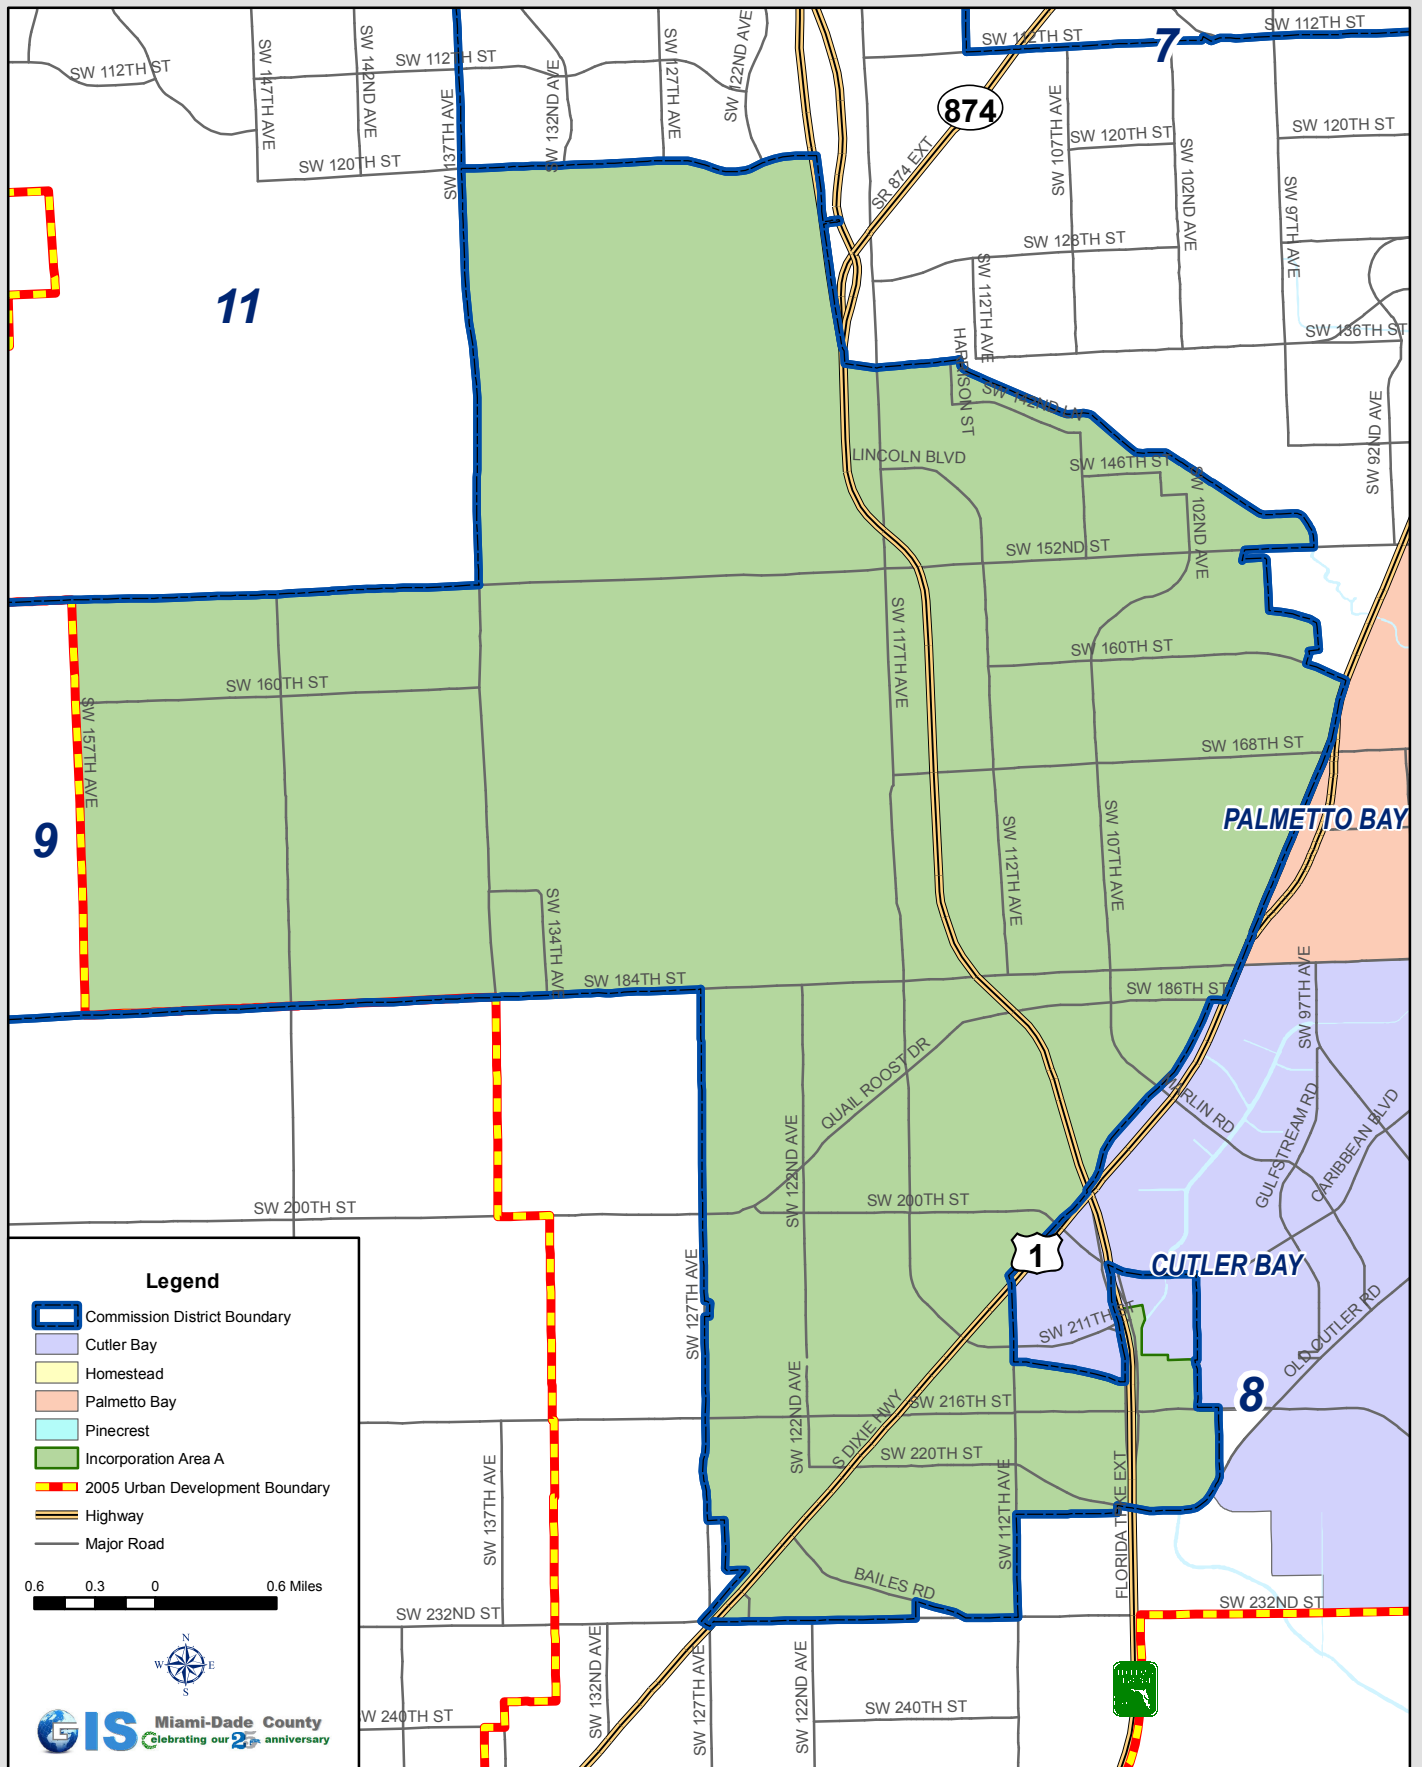 SW 112TH ST
SW 112TH ST
7
SW 112TH ST
SW 112TH ST
SW 147TH AVE
SW 142ND AVE
SW 137TH AVE
SW 132ND AVE
SW 127TH AVE
SW 122ND AVE
874
SR 874 EXT
SW 107TH AVE
SW 120TH ST
SW 102ND AVE
SW 120TH ST
SW 97TH AVE
SW 120TH ST
SW 128TH ST
SW 112TH AVE
11
SW 136TH ST
HARRISON ST
SW 142ND LN
SW 92ND AVE
LINCOLN BLVD
SW 146TH ST
SW 102ND AVE
SW 152ND ST
SW 117TH AVE
SW 160TH ST
SW 160TH ST
SW 157TH AVE
SW 168TH ST
PALMETTO BAY
9
SW 112TH AVE
SW 107TH AVE
SW 134TH AVE
SW 184TH ST
SW 186TH ST
SW 97TH AVE
QUAIL ROOST DR
MARLIN RD
GULFSTREAM RD
CARIBBEAN BLVD
SW 122ND AVE
SW 200TH ST
SW 200TH ST
1
CUTLER BAY
SW 127TH AVE
SW 211TH ST
OLD CUTLER RD
8
SW 122ND AVE
S DIXIE HWY
SW 216TH ST
SW 220TH ST
SW 137TH AVE
SW 112TH AVE
FLORIDA TPKE EXT
BAILES RD
SW 232ND ST
SW 232ND ST
SW 132ND AVE
SW 127TH AVE
SW 122ND AVE
SW 240TH ST
W 240TH ST
Legend
Commission District Boundary
Cutler Bay
Homestead
Palmetto Bay
Pinecrest
Incorporation Area A
2005 Urban Development Boundary
Highway
Major Road
0.6 0.3 0 0.6 Miles
N
W E
S
GIS
Miami-Dade County
Celebrating our 25th anniversary